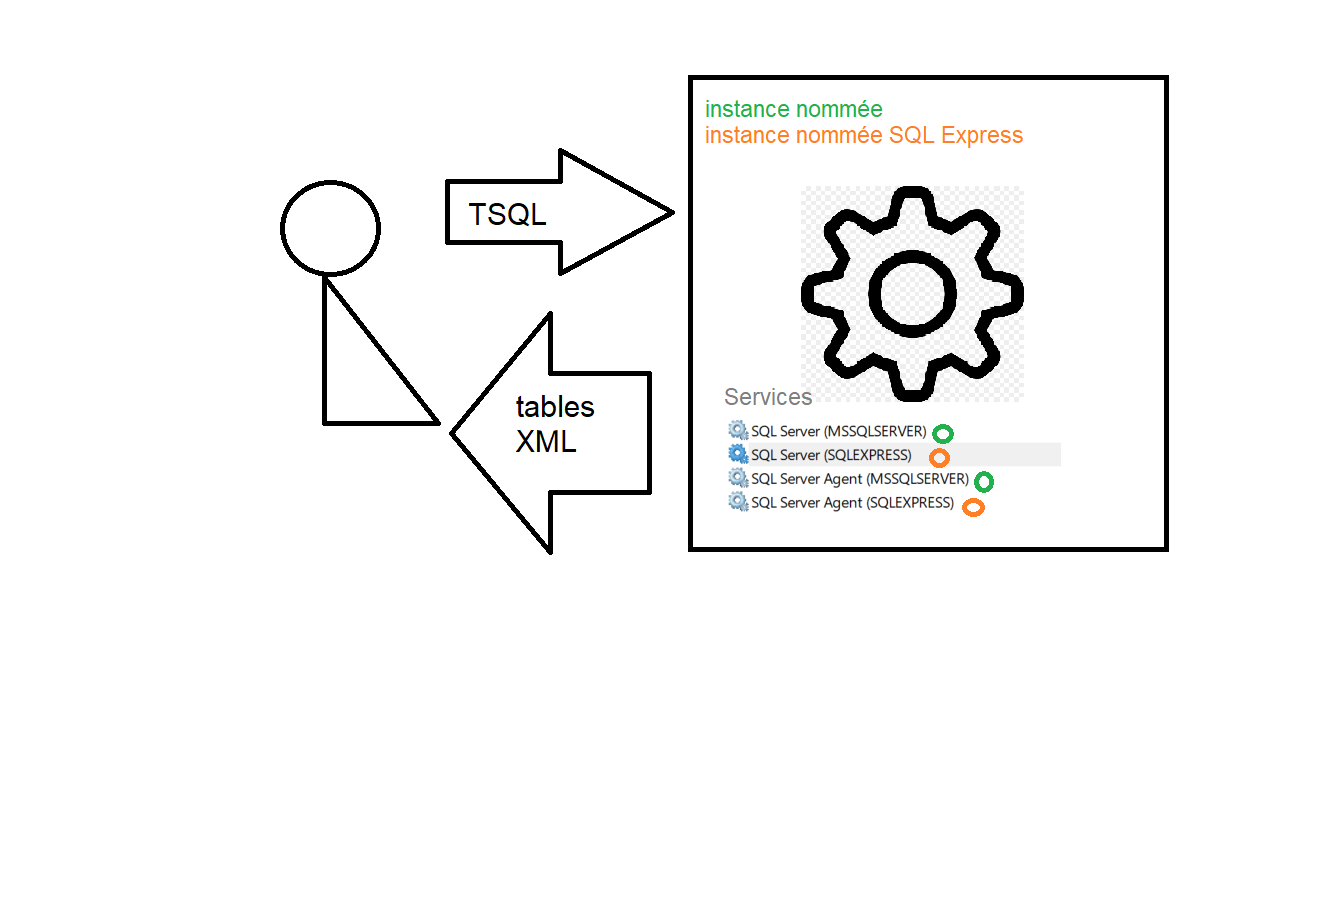 instance nommée
instance nommée SQL Express
TSQL
tables
XML
Services
SQL Server (MSSQLSERVER)
SQL Server (SQLEXPRESS)
SQL Server Agent (MSSQLSERVER)
SQL Server Agent (SQLEXPRESS)